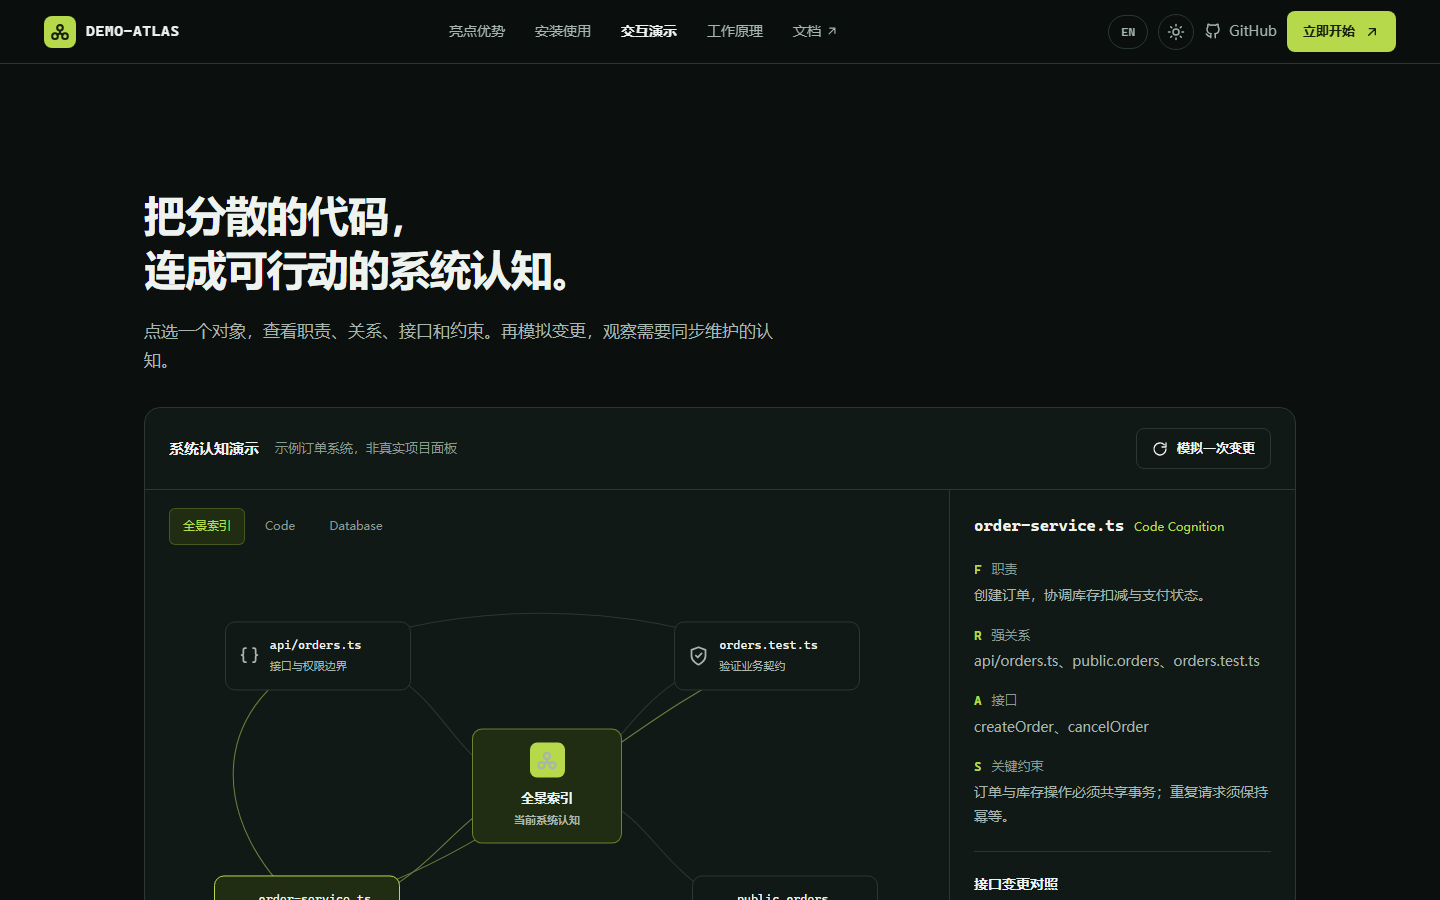 DEMO-ATLAS
亮点优势
安装使用
交互演示
工作原理
文档 ↗
EN
GitHub
立即开始 ↗
把分散的代码，
连成可行动的系统认知。
点选一个对象，查看职责、关系、接口和约束。再模拟变更，观察需要同步维护的认
知。
系统认知演示 示例订单系统，非真实项目面板
模拟一次变更
全景索引
Code
Database
api/orders.ts
接口与权限边界
orders.test.ts
验证业务契约
全景索引
当前系统认知
order-service.ts
public.orders
order-service.ts Code Cognition
F 职责
创建订单，协调库存扣减与支付状态。
R 强关系
api/orders.ts、public.orders、orders.test.ts
A 接口
createOrder、cancelOrder
S 关键约束
订单与库存操作必须共享事务；重复请求须保持
幂等。
接口变更对照